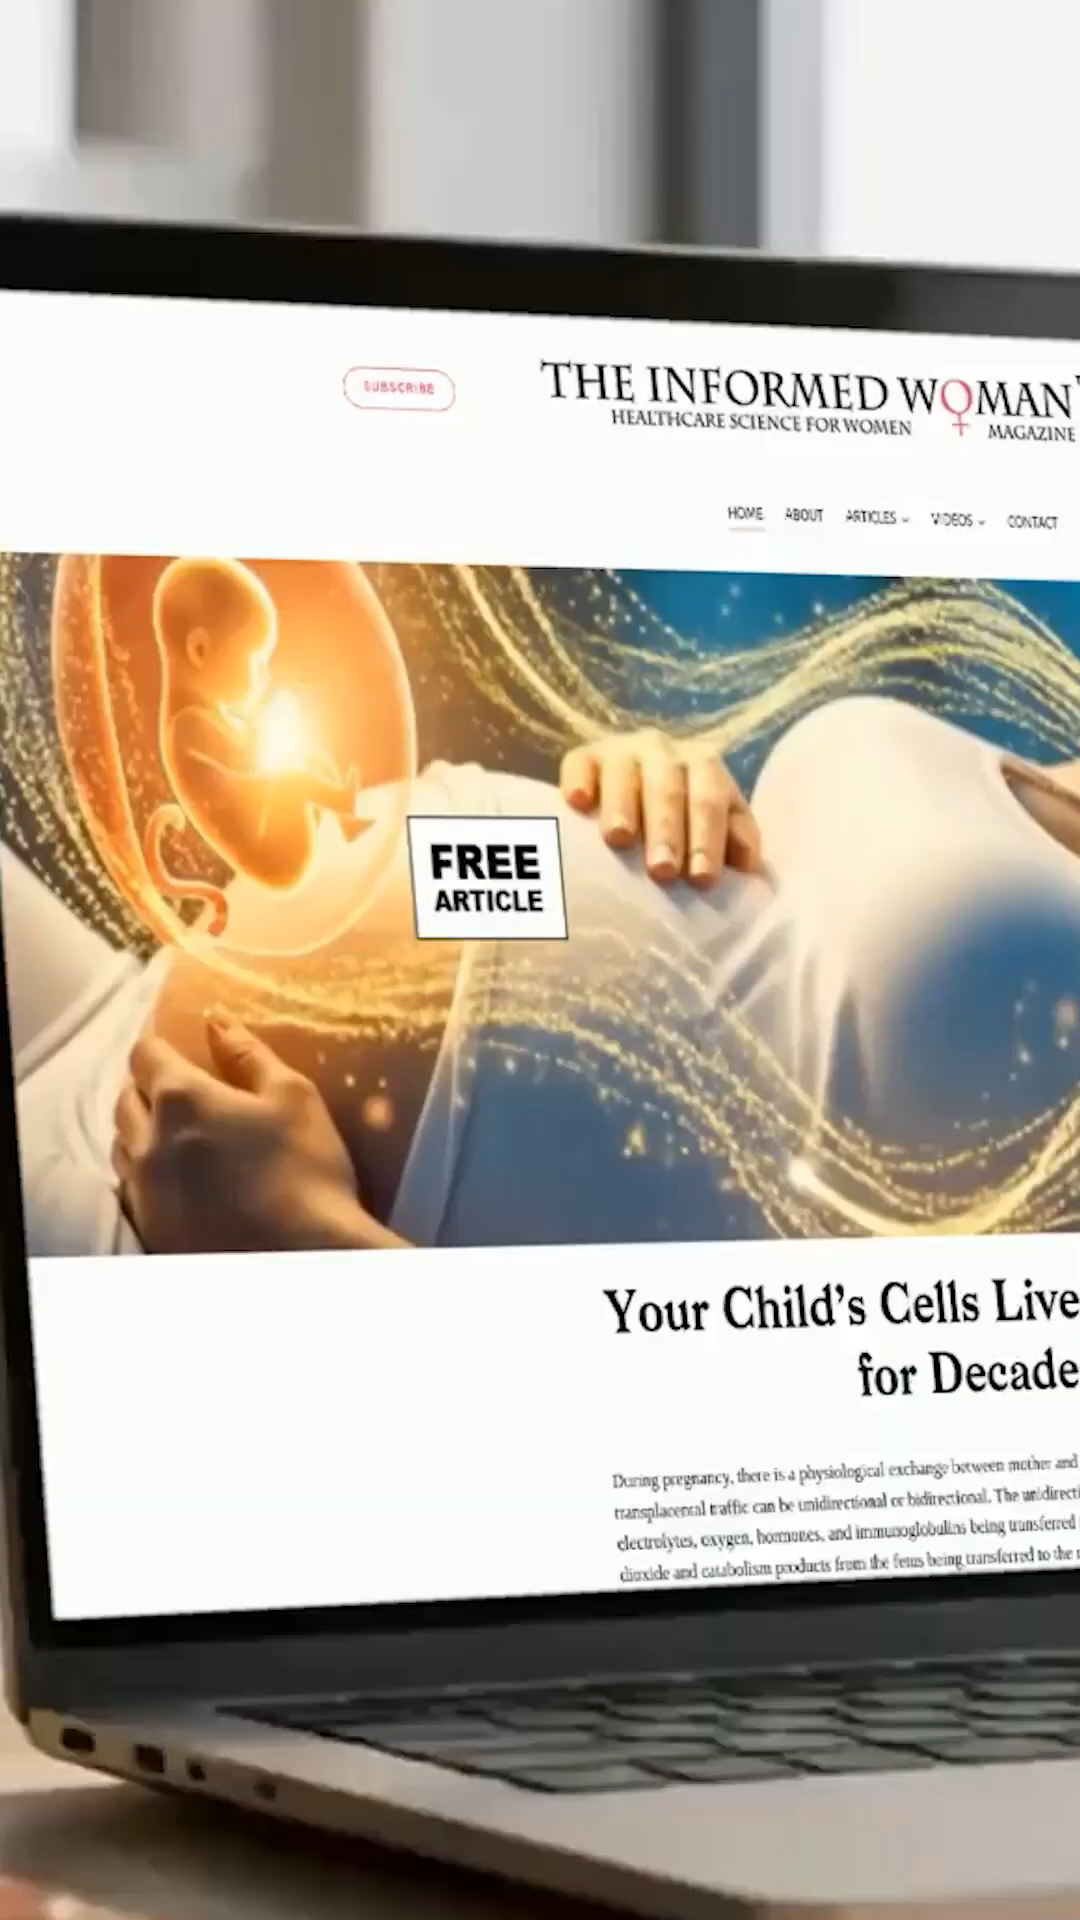 SUBSCRIBE
THE INFORMED WOMAN
HEALTHCARE SCIENCE FOR WOMEN MAGAZINE
HOME ABOUT ARTICLES VIDEOS CONTACT
FREE
ARTICLE
Your Child's Cells Live
for Decade
During pregnancy, there is a physiological exchange between mother and
transplacental traffic can be unidirectional or bidirectional. The unidirecti
electrolytes, oxygen, hormones, and immunoglobulins being transferred
dioxide and catabolism products from the fetus being transferred to the